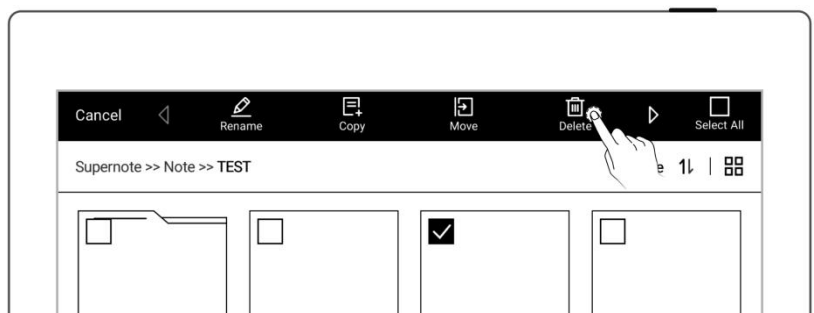 Cancel
Rename
Copy
Move
Delete
Select All
Supernote >> Note >> TEST